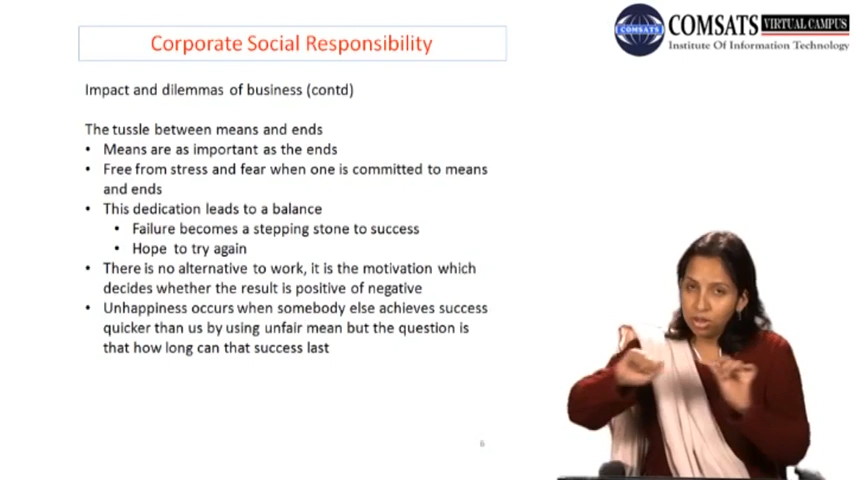 Corporate Social Responsibility
COMSATS VIRTUAL CAMPUS
COMSATS
Institute Of Information Technology
Impact and dilemmas of business (contd)
The tussle between means and ends
• Means are as important as the ends
• Free from stress and fear when one is committed to means
and ends
• This dedication leads to a balance
• Failure becomes a stepping stone to success
• Hope to try again
• There is no alternative to work, it is the motivation which
decides whether the result is positive of negative
• Unhappiness occurs when somebody else achieves success
quicker than us by using unfair mean but the question is
that how long can that success last
6